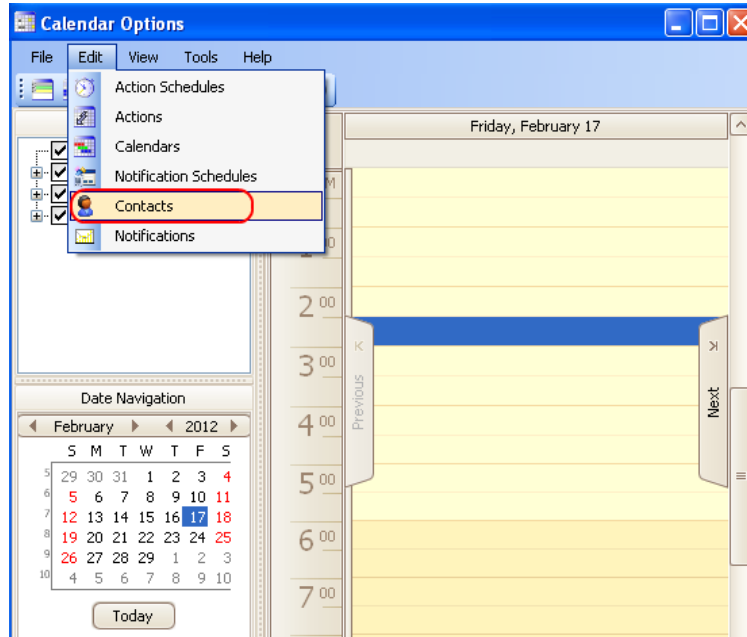 Calendar Options
File Edit View Tools Help
Action Schedules
Actions
Calendars
Notification Schedules
Contacts
Notifications
Friday, February 17
M
00
2 00
3 00
4 00
5 00
6 00
7 00
Previous
Next
Date Navigation
February 2012
S M T W T F S
5 29 30 31 1 2 3 4
6 5 6 7 8 9 10 11
7 12 13 14 15 16 17 18
8 19 20 21 22 23 24 25
9 26 27 28 29 1 2 3
10 4 5 6 7 8 9 10
Today